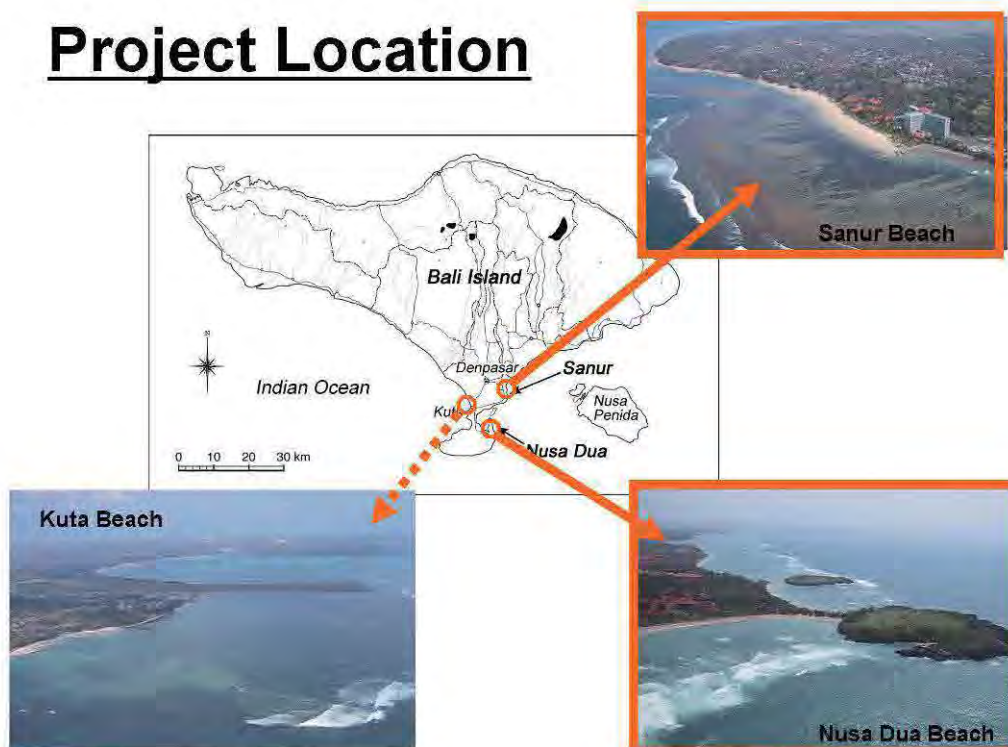 Project Location
Sanur Beach
Bali Island
Denpasar
Sanur
Indian Ocean
Kuta
Nusa
Penida
Nusa Dua
0 10 20 30 km
Kuta Beach
Nusa Dua Beach